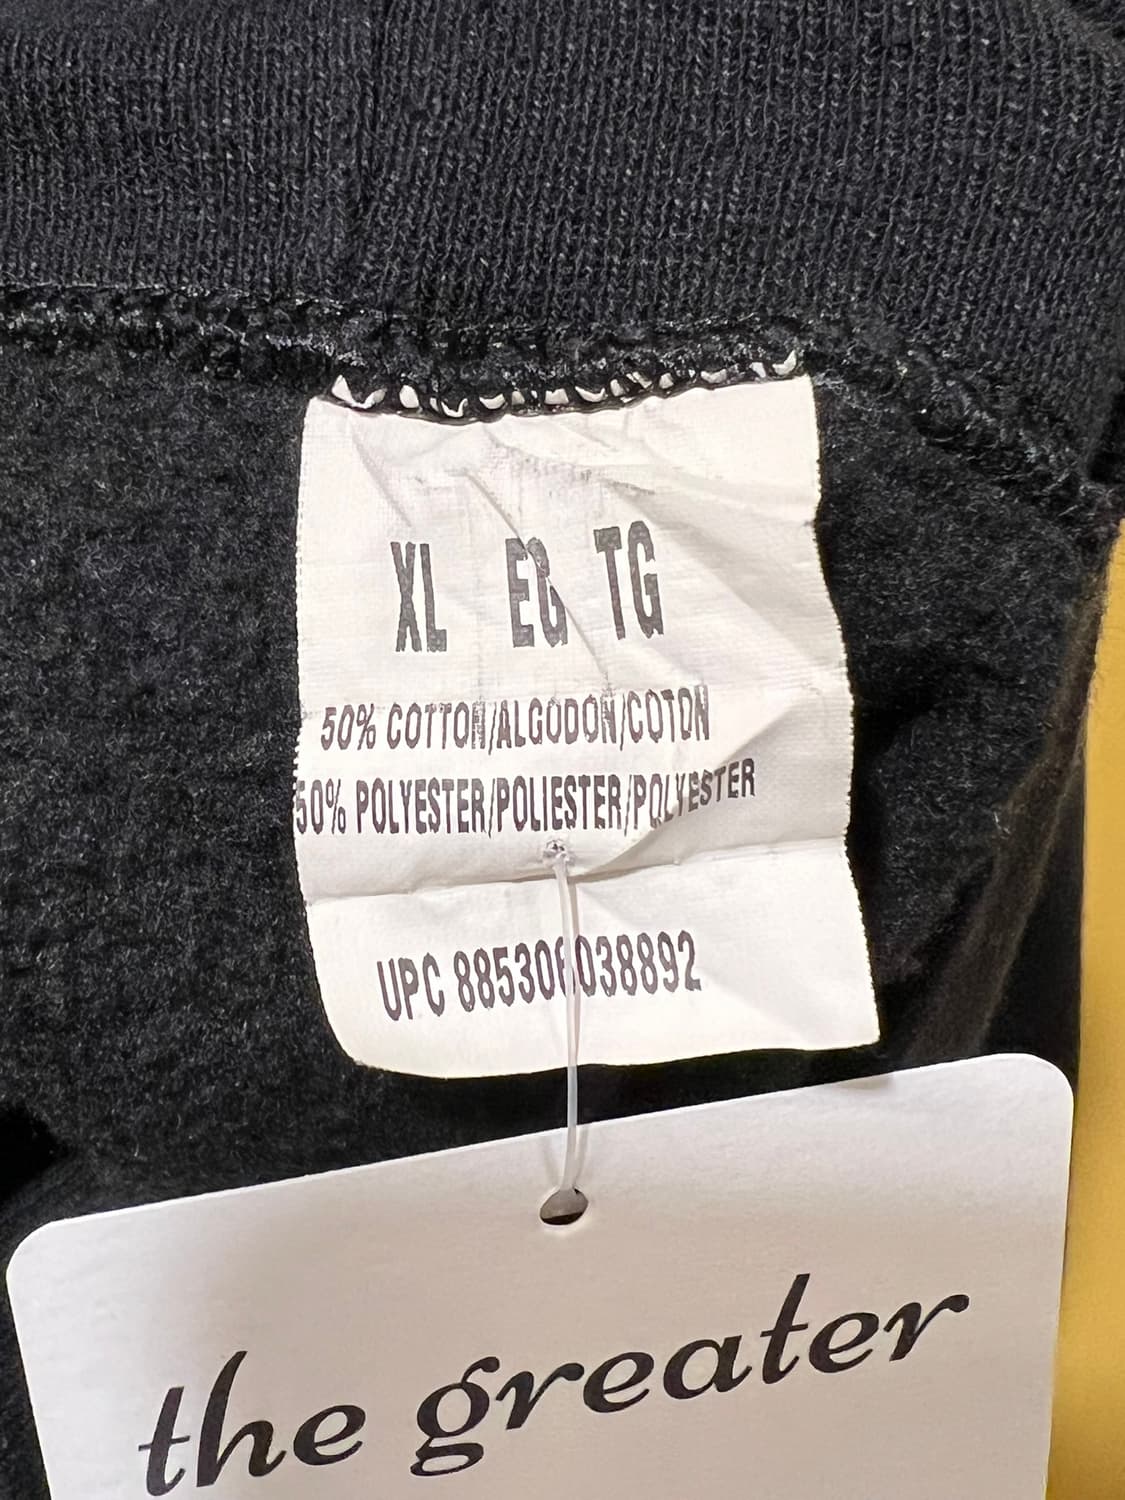 XL EG TG
50% COTTON/ALGODON/COTON
50% POLYESTER/POLIESTER/POLYESTER
UPC 885306038892
the greater